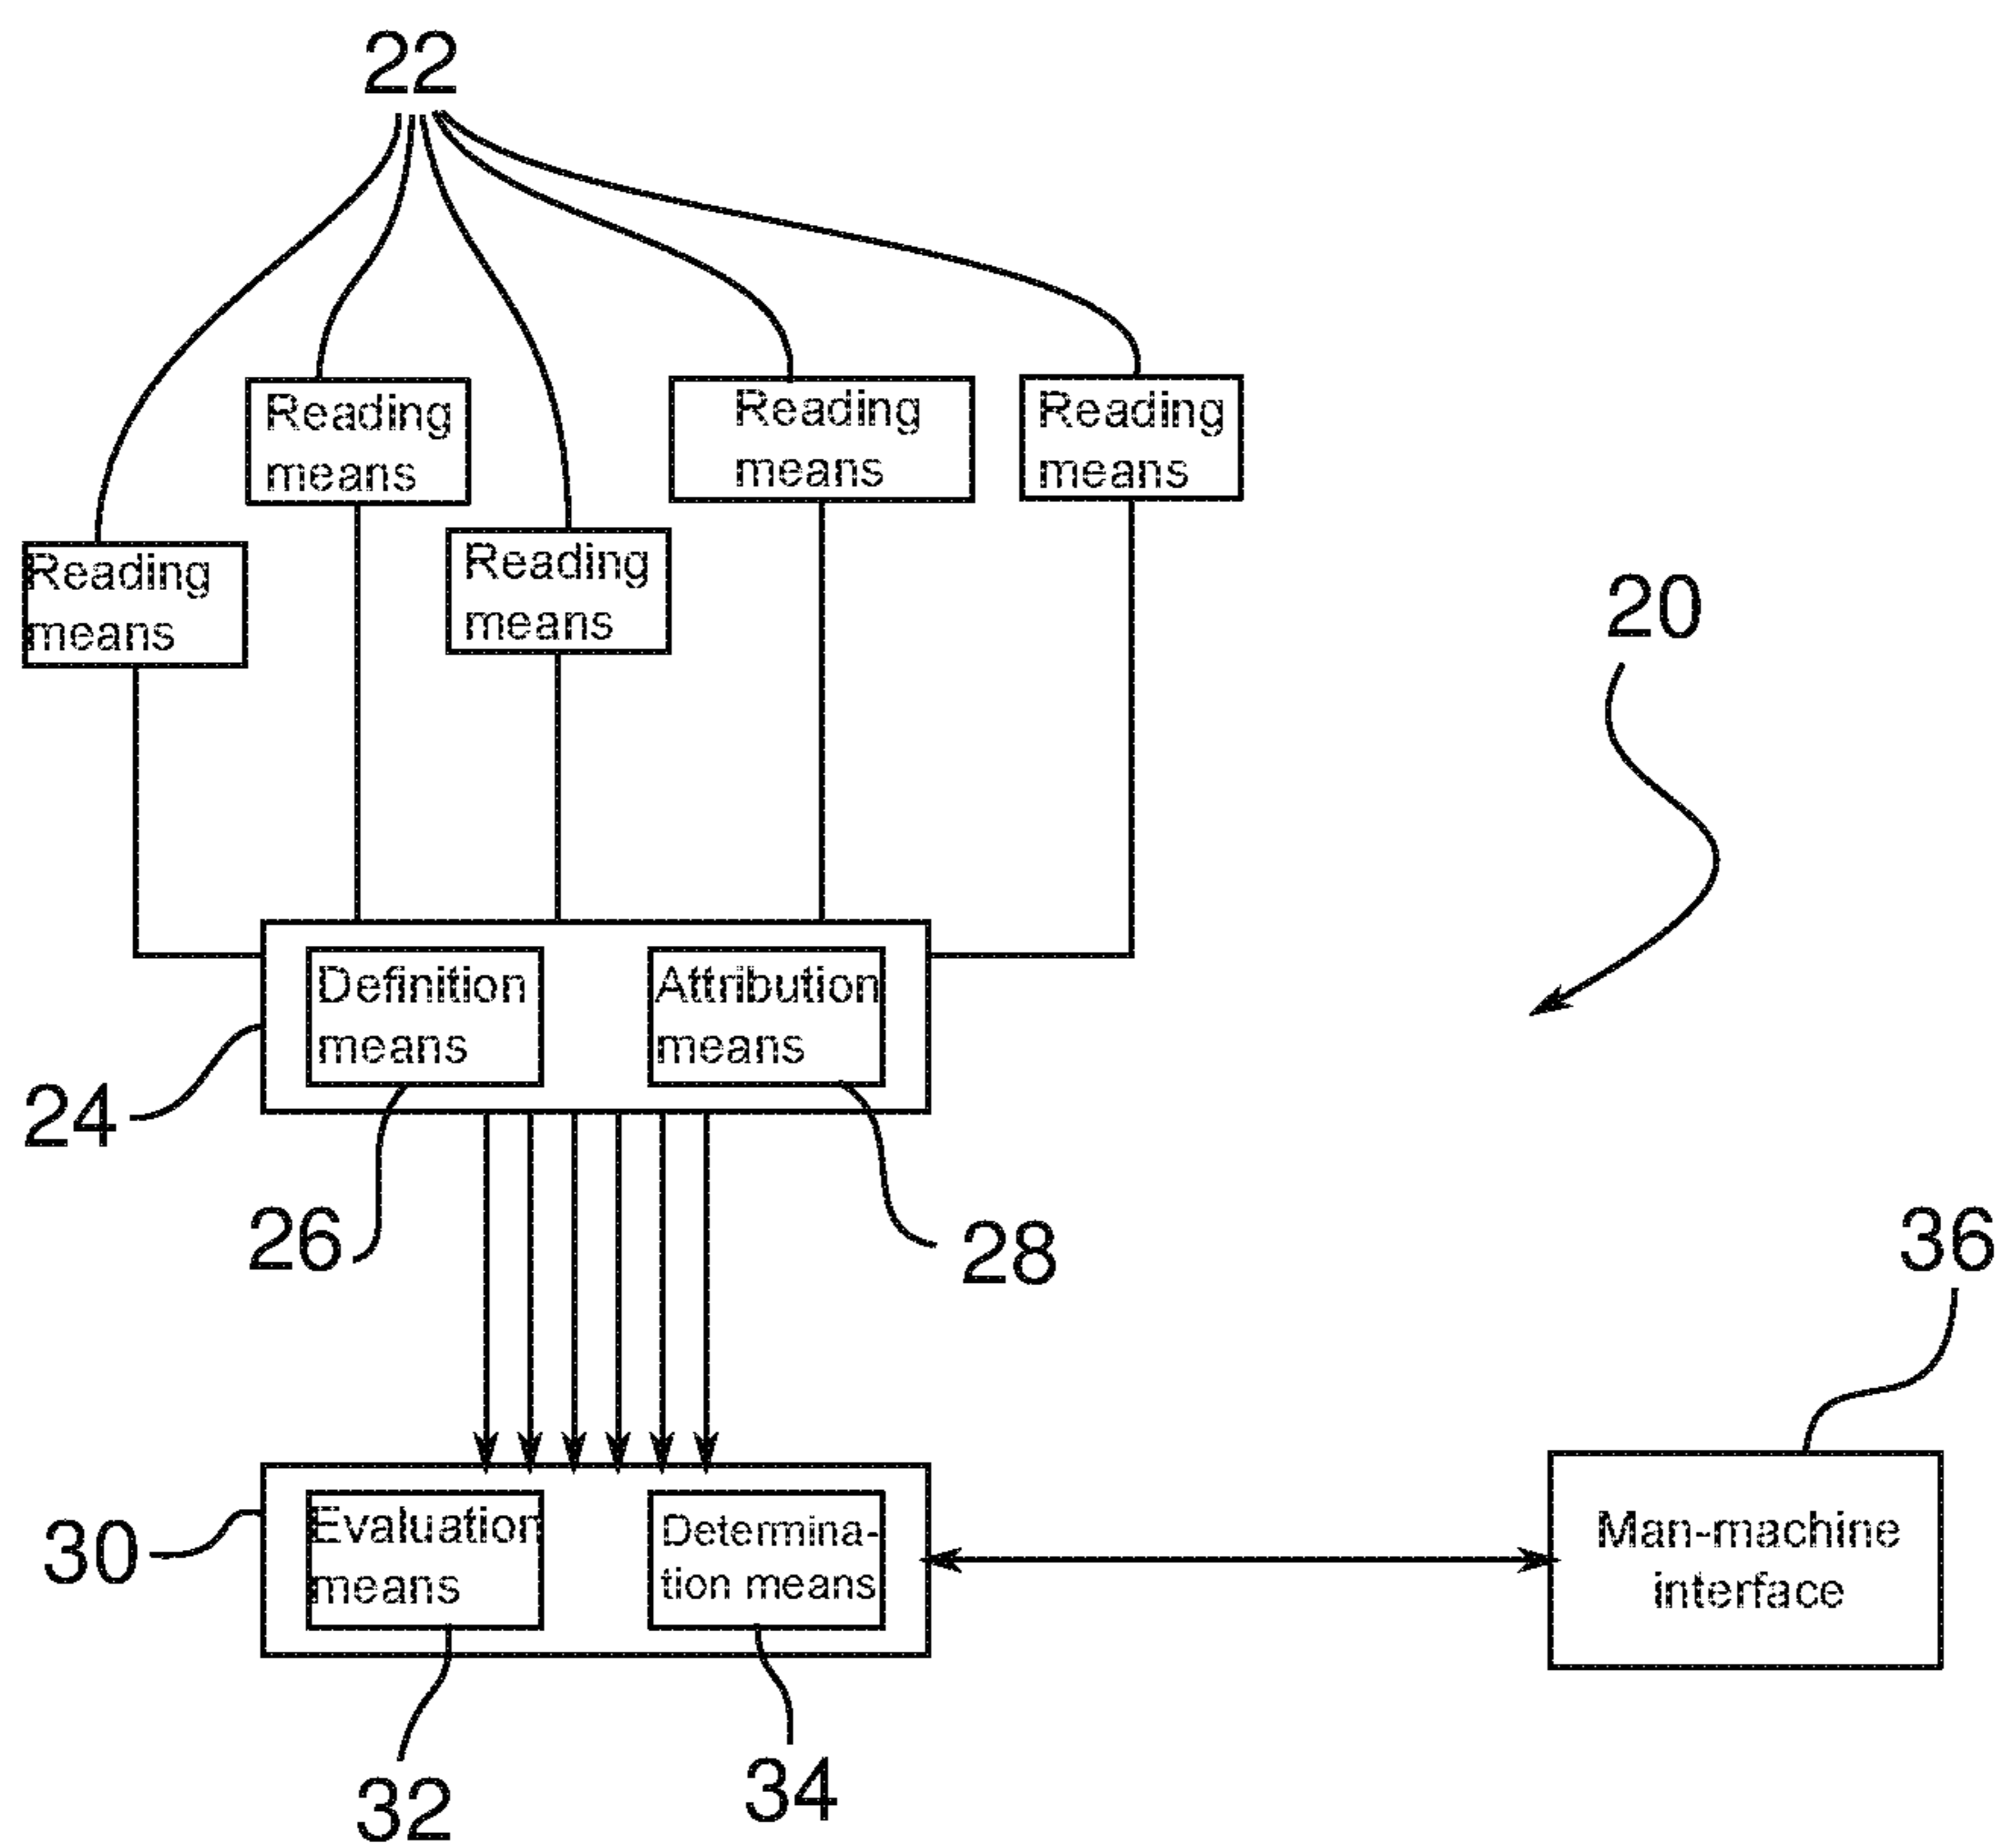 22
Reading
means
Reading
means
Reading
means
Reading
means
Reading
means
20
Definition
means
Attribution
means
24
26
28
36
Evaluation
means
Determina-
tion means
30
Man-machine
interface
32
34